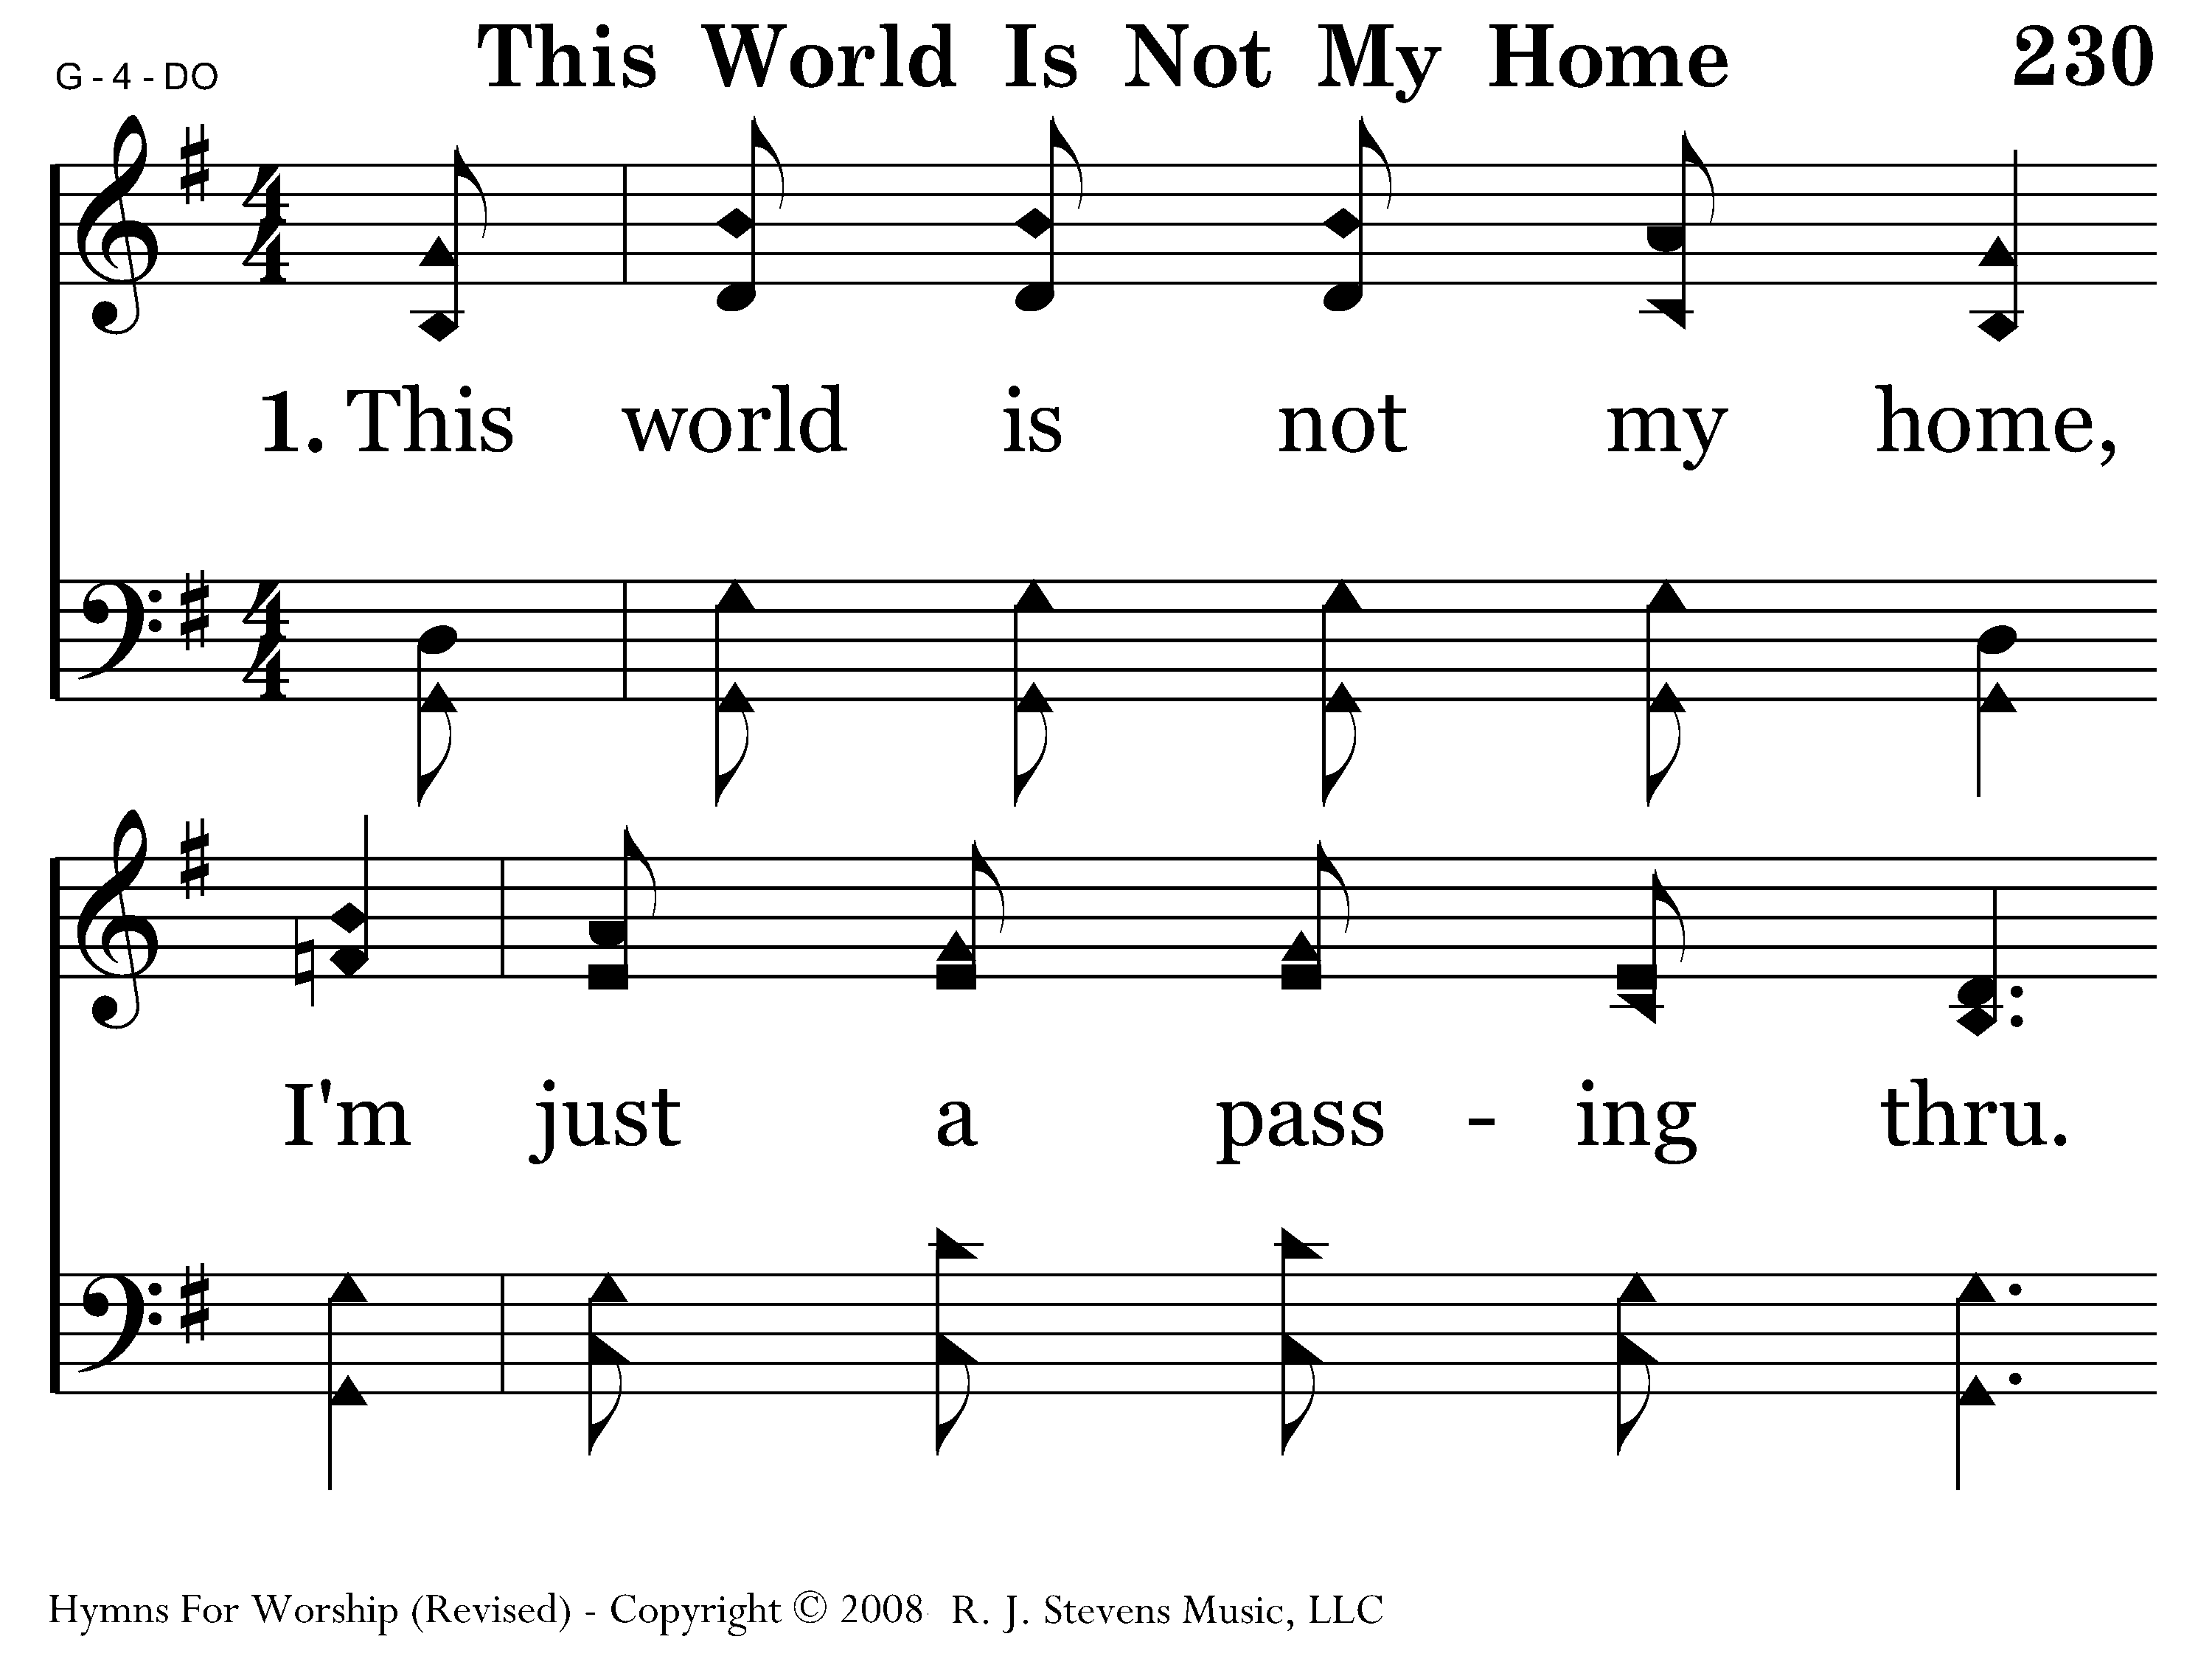 G - 4 - DO This World Is Not My Home 230
1. This world is not my home,
I'm just a pass - ing thru.
Hymns For Worship (Revised) - Copyright © 2008 R. J. Stevens Music, LLC